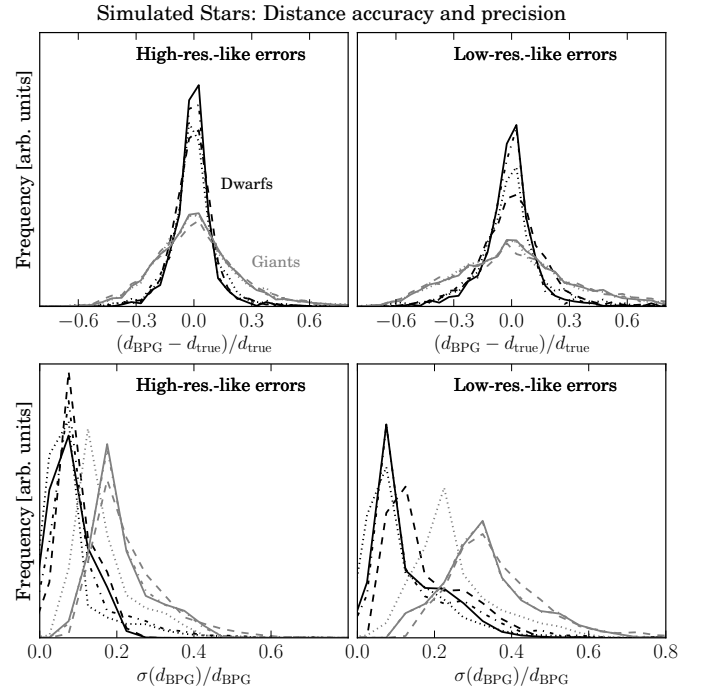 Simulated Stars: Distance accuracy and precision
High-res.-like errors
Low-res.-like errors
Frequency [arb. units]
Dwarfs
Giants
−0.6 −0.3 0.0 0.3 0.6
−0.6 −0.3 0.0 0.3 0.6
(d_BPG − d_true)/d_true
(d_BPG − d_true)/d_true
High-res.-like errors
Low-res.-like errors
Frequency [arb. units]
0.0 0.2 0.4 0.6
0.0 0.2 0.4 0.6 0.8
σ(d_BPG)/d_BPG
σ(d_BPG)/d_BPG